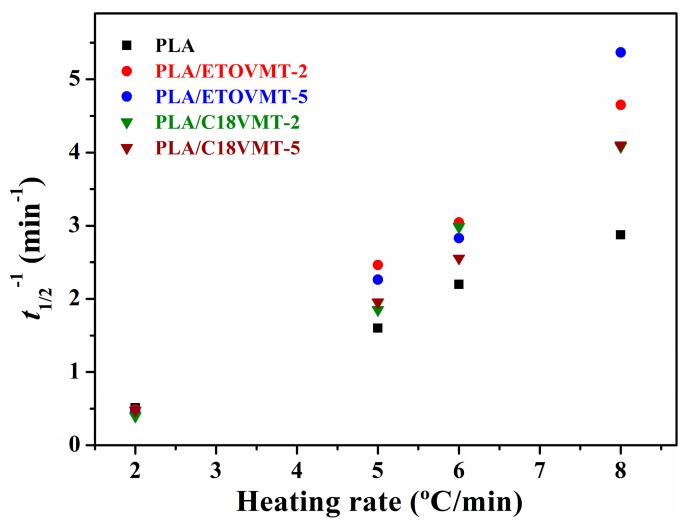 PLA
PLA/ETOVMT-2
PLA/ETOVMT-5
PLA/C18VMT-2
PLA/C18VMT-5
5
4
3
2
1
0
t1/2-1 (min-1)
2 3 4 5 6 7 8
Heating rate (ºC/min)